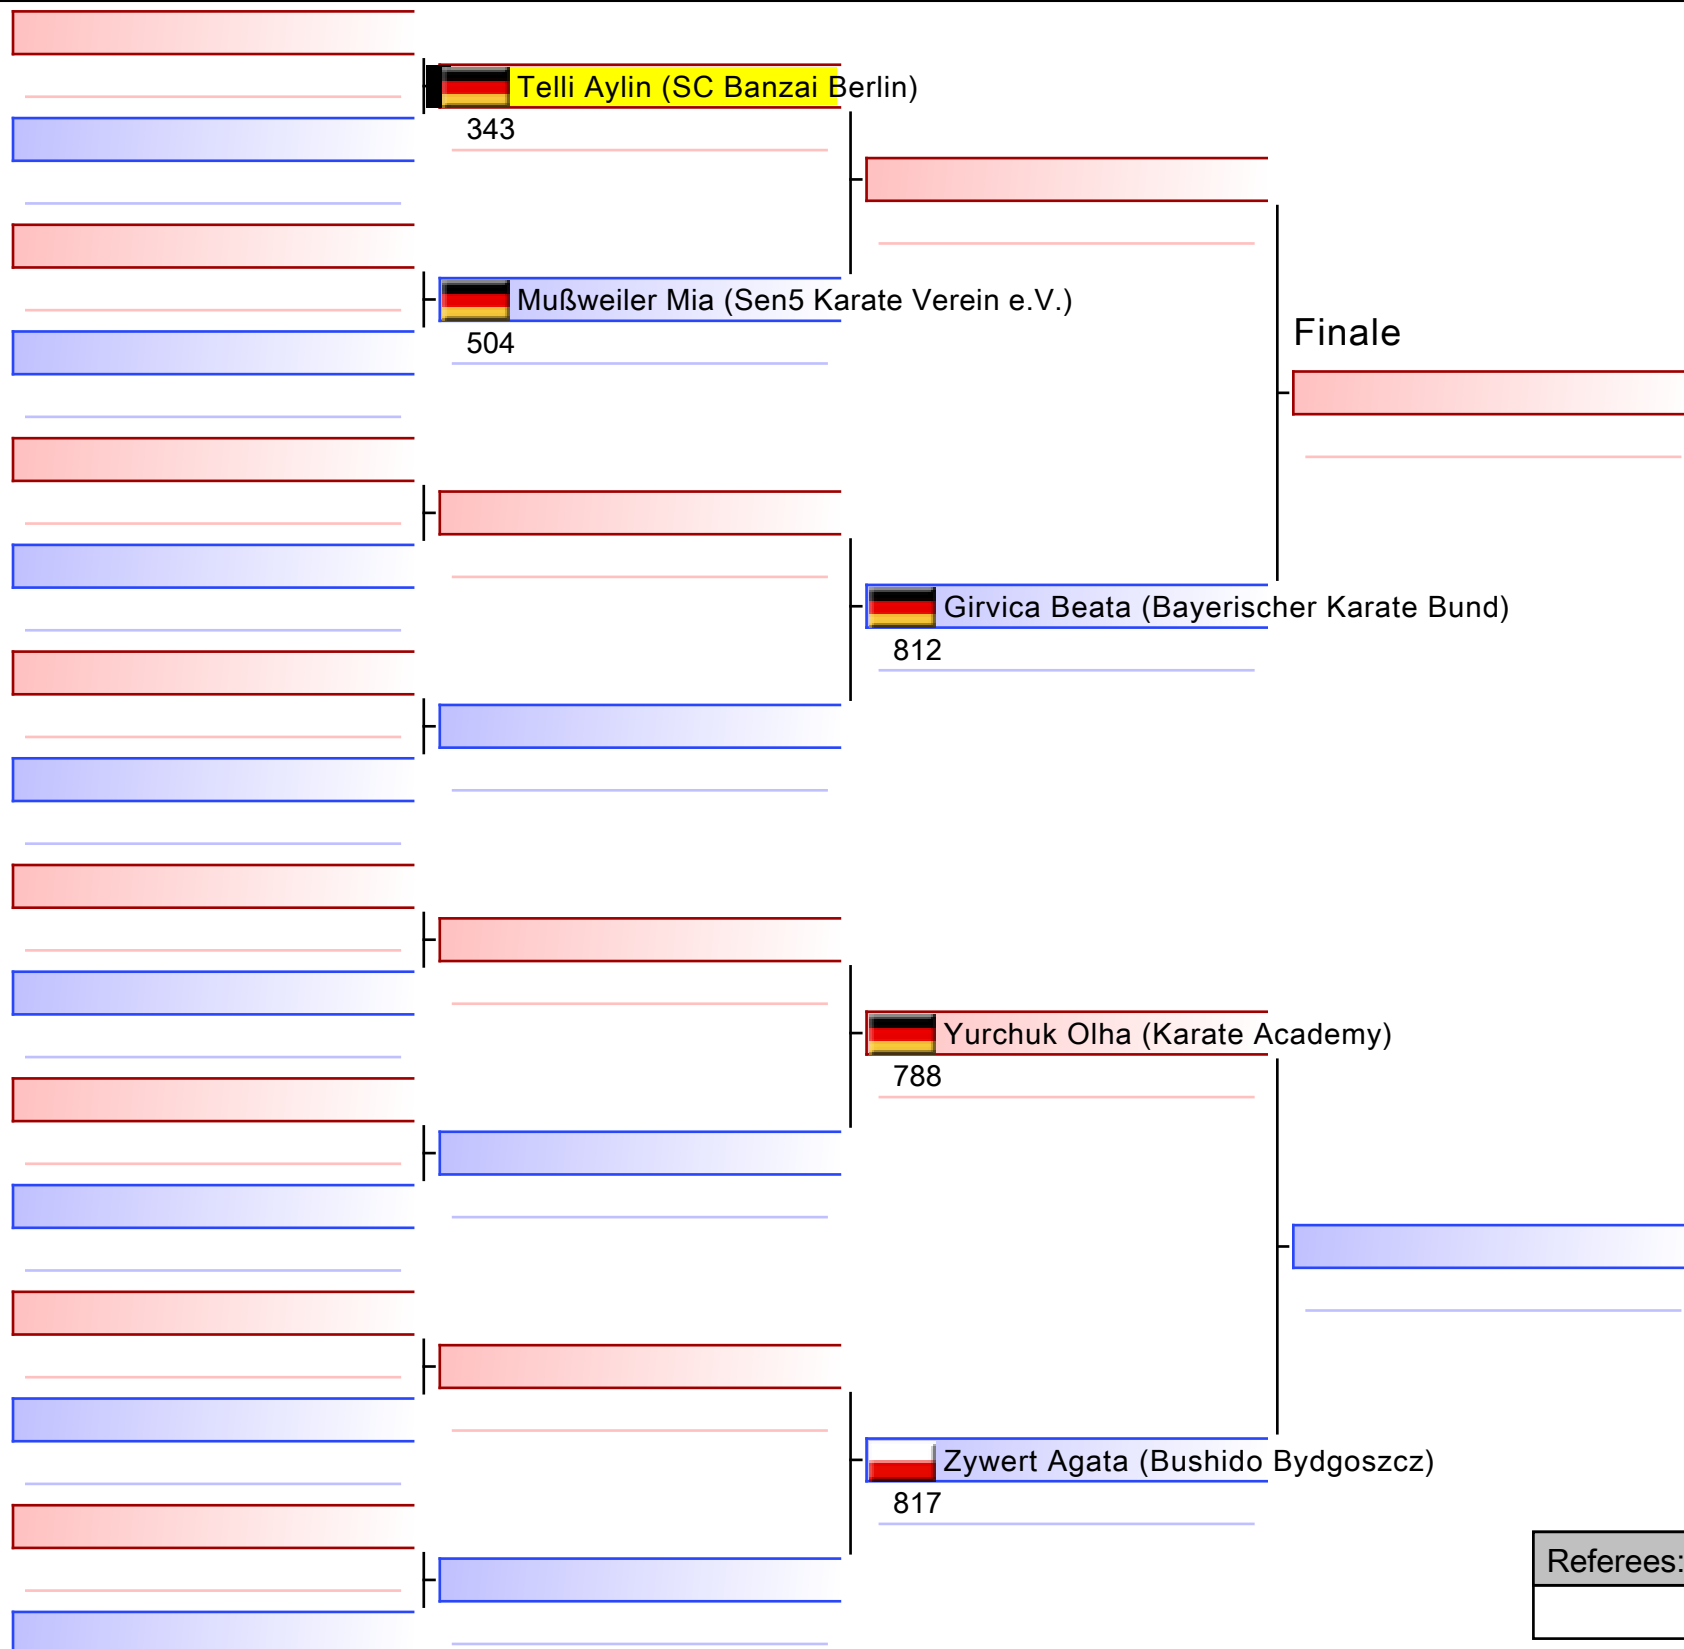 Telli Aylin (SC Banzai Berlin)
343
Mußweiler Mia (Sen5 Karate Verein e.V.)
504
Finale
Girvica Beata (Bayerischer Karate Bund)
812
Yurchuk Olha (Karate Academy)
788
Zywert Agata (Bushido Bydgoszcz)
817
Referees: